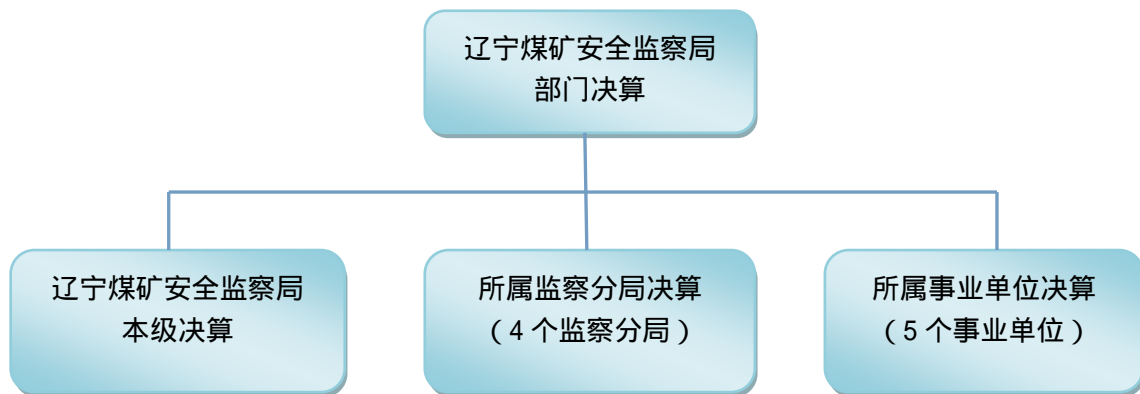 辽宁煤矿安全监察局
部门决算
辽宁煤矿安全监察局
本级决算
所属监察分局决算
（4 个监察分局）
所属事业单位决算
（5 个事业单位）